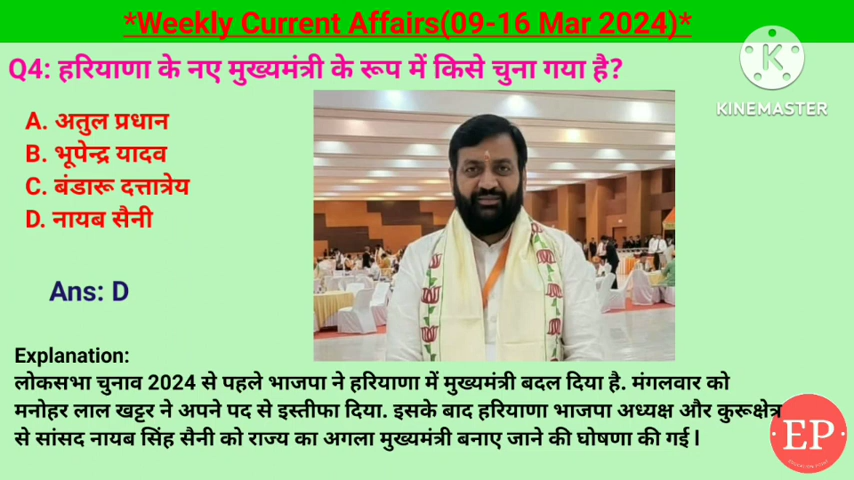 *Weekly Current Affairs(09-16 Mar 2024)*
Q4: हरियाणा के नए मुख्यमंत्री के रूप में किसे चुना गया है?
KINEMASTER
A. अतुल प्रधान
B. भूपेन्द्र यादव
C. बंडारू दत्तात्रेय
D. नायब सैनी
Ans: D
Explanation:
लोकसभा चुनाव 2024 से पहले भाजपा ने हरियाणा में मुख्यमंत्री बदल दिया है. मंगलवार को
मनोहर लाल खट्टर ने अपने पद से इस्तीफा दिया. इसके बाद हरियाणा भाजपा अध्यक्ष और कुरूक्षेत्र
से सांसद नायब सिंह सैनी को राज्य का अगला मुख्यमंत्री बनाए जाने की घोषणा की गई l
EP